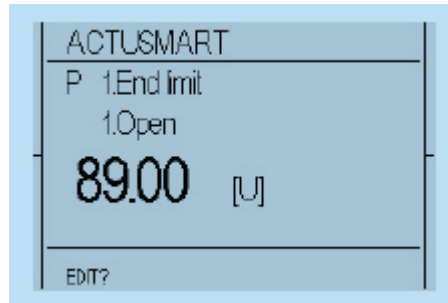 ACTUSMART
P 1.End limit
1.Open
89.00 [U]
EDIT?